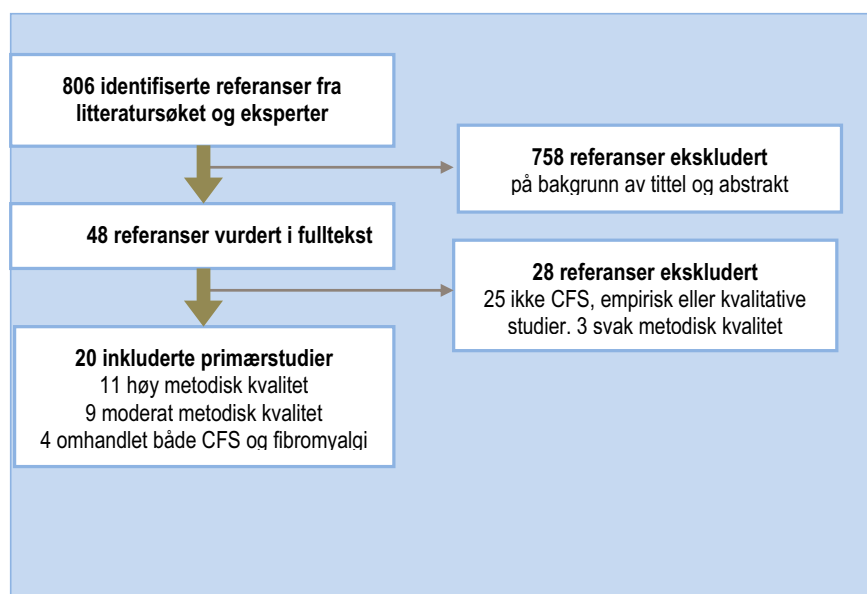 806 identifiserte referanser fra
litteratursøket og eksperter
758 referanser ekskludert
på bakgrunn av tittel og abstrakt
48 referanser vurdert i fulltekst
28 referanser ekskludert
25 ikke CFS, empirisk eller kvalitative
studier. 3 svak metodisk kvalitet
20 inkluderte primærstudier
11 høy metodisk kvalitet
9 moderat metodisk kvalitet
4 omhandlet både CFS og fibromyalgi